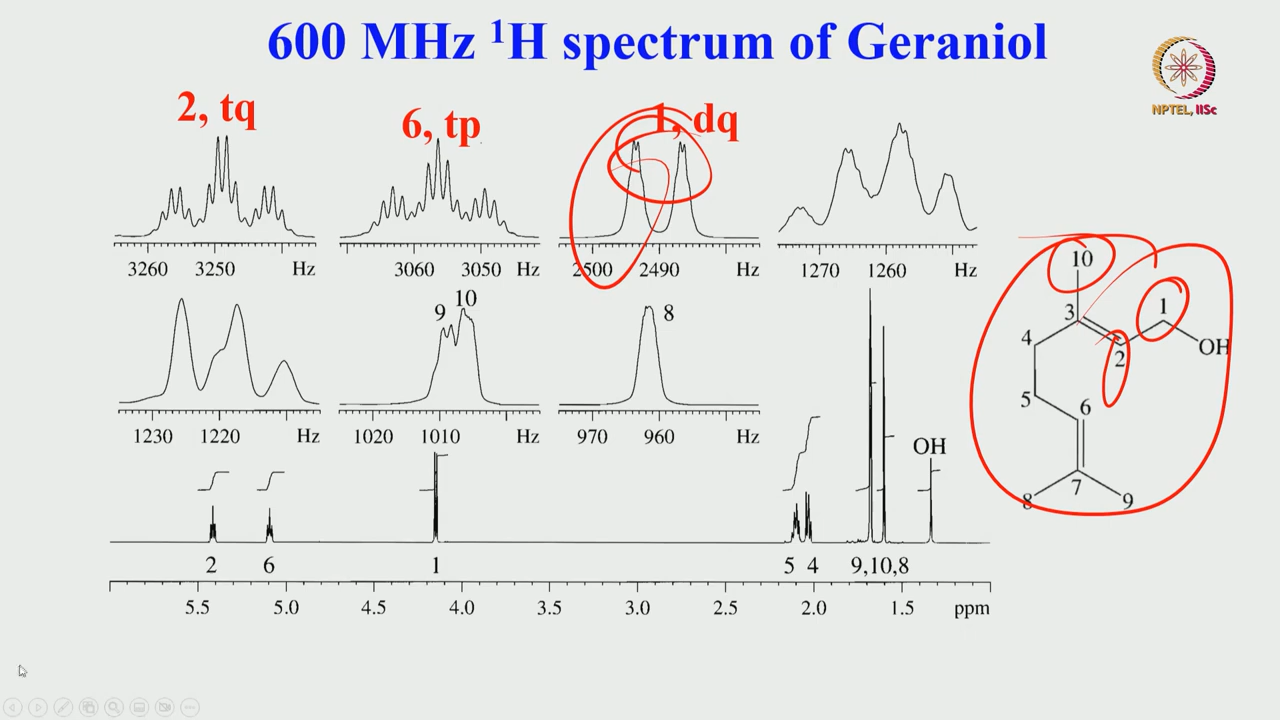 600 MHz ¹H spectrum of Geraniol
NPTEL, IISc
2, tq
6, tp
1, dq
3260 3250 Hz
3060 3050 Hz
2500 2490 Hz
1270 1260 Hz
9 10
8
1230 1220 Hz
1020 1010 Hz
970 960 Hz
10
3
1
4
2
OH
5
6
7
8
9
OH
2 6 1 5 4 9,10,8
5.5 5.0 4.5 4.0 3.5 3.0 2.5 2.0 1.5 ppm